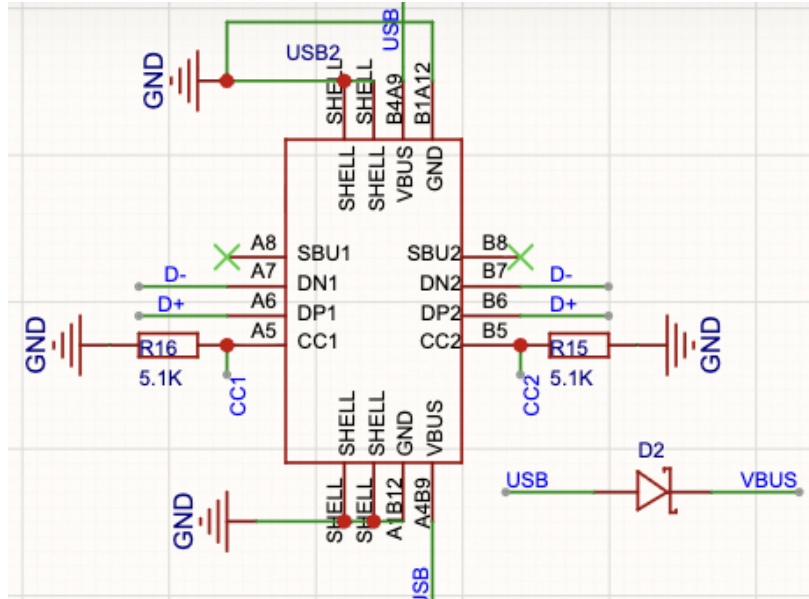 USB
USB2
GND
SHELL
SHELL
B4A9
B1A12
SHELL
SHELL
VBUS
GND
A8
SBU1
SBU2
B8
D-
A7
DN1
DN2
B7
D-
D+
A6
DP1
DP2
B6
D+
GND
R16
A5
CC1
CC2
B5
R15
GND
5.1K
CC1
CC2
5.1K
SHELL
SHELL
GND
VBUS
D2
USB
VBUS
GND
SHELL
SHELL
A1B12
A4B9
USB